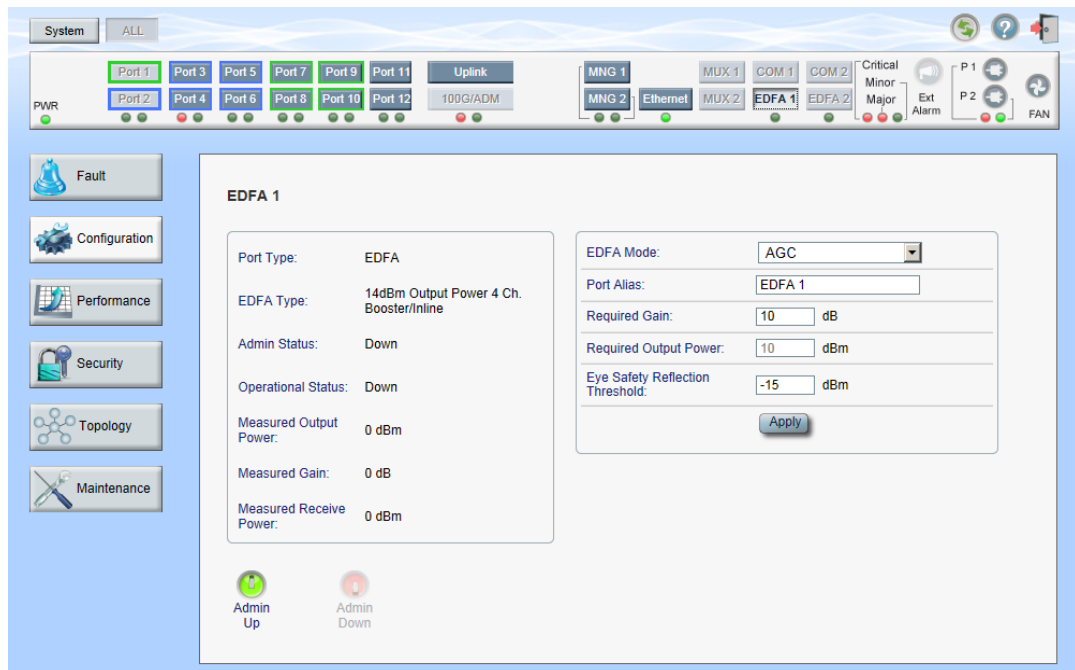 System ALL
Port 1 Port 3 Port 5 Port 7 Port 9 Port 11 Uplink MNG 1 MUX 1 COM 1 COM 2 Critical P 1
Minor
PWR Port 2 Port 4 Port 6 Port 8 Port 10 Port 12 100G/ADM MNG 2 Ethernet MUX 2 EDFA 1 EDFA 2 Major Ext Alarm P 2 FAN
Fault
Configuration
Performance
Security
Topology
Maintenance
EDFA 1
Port Type: EDFA
EDFA Type: 14dBm Output Power 4 Ch.
Booster/Inline
Admin Status: Down
Operational Status: Down
Measured Output
Power: 0 dBm
Measured Gain: 0 dB
Measured Receive
Power: 0 dBm
EDFA Mode: AGC
Port Alias: EDFA 1
Required Gain: 10 dB
Required Output Power: 10 dBm
Eye Safety Reflection
Threshold: -15 dBm
Apply
Admin
Up
Admin
Down